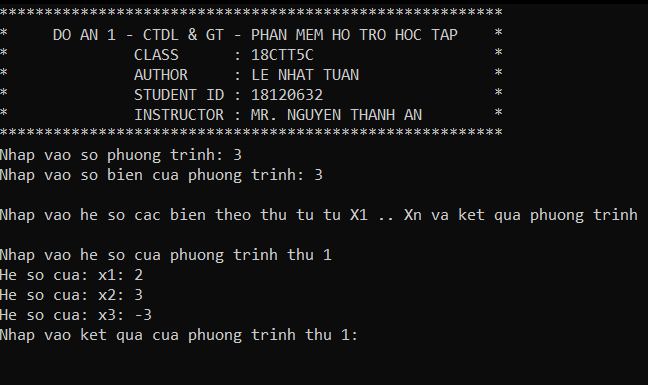 ********************************************************
*     DO AN 1 - CTDL & GT - PHAN MEM HO TRO HOC TAP    *
*              CLASS      : 18CTT5C                    *
*              AUTHOR     : LE NHAT TUAN               *
*              STUDENT ID : 18120632                   *
*              INSTRUCTOR : MR. NGUYEN THANH AN        *
********************************************************
Nhap vao so phuong trinh: 3
Nhap vao so bien cua phuong trinh: 3
Nhap vao he so cac bien theo thu tu tu X1 .. Xn va ket qua phuong trinh
Nhap vao he so cua phuong trinh thu 1
He so cua: x1: 2
He so cua: x2: 3
He so cua: x3: -3
Nhap vao ket qua cua phuong trinh thu 1: